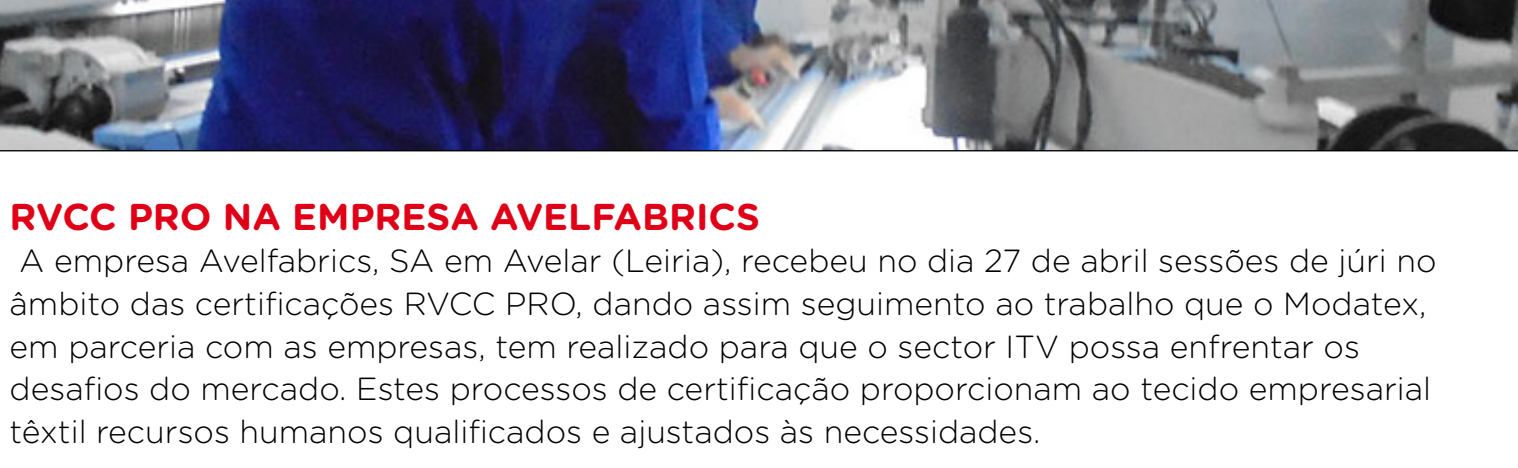 RVCC PRO NA EMPRESA AVELFABRICS
A empresa Avelfabrics, SA em Avelar (Leiria), recebeu no dia 27 de abril sessões de júri no
âmbito das certificações RVCC PRO, dando assim seguimento ao trabalho que o Modatex,
em parceria com as empresas, tem realizado para que o sector ITV possa enfrentar os
desafios do mercado. Estes processos de certificação proporcionam ao tecido empresarial
têxtil recursos humanos qualificados e ajustados às necessidades.